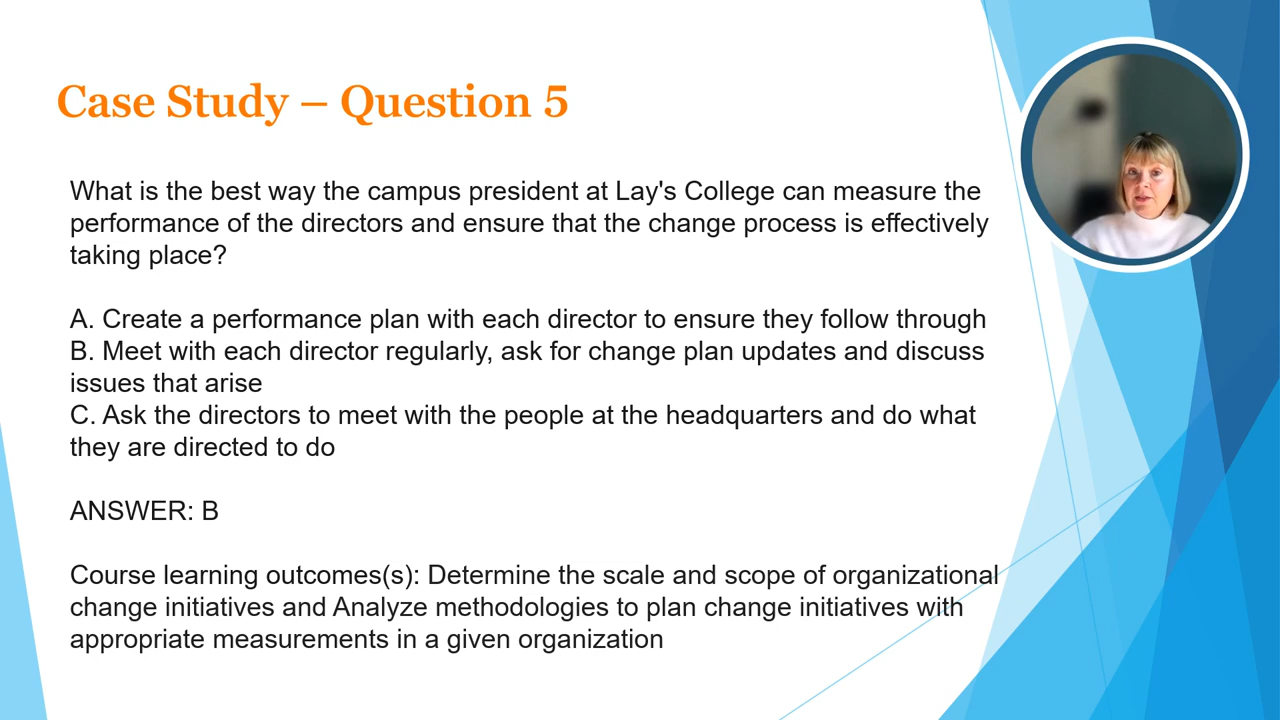 Case Study – Question 5
What is the best way the campus president at Lay's College can measure the
performance of the directors and ensure that the change process is effectively
taking place?
A. Create a performance plan with each director to ensure they follow through
B. Meet with each director regularly, ask for change plan updates and discuss
issues that arise
C. Ask the directors to meet with the people at the headquarters and do what
they are directed to do
ANSWER: B
Course learning outcomes(s): Determine the scale and scope of organizational
change initiatives and Analyze methodologies to plan change initiatives with
appropriate measurements in a given organization